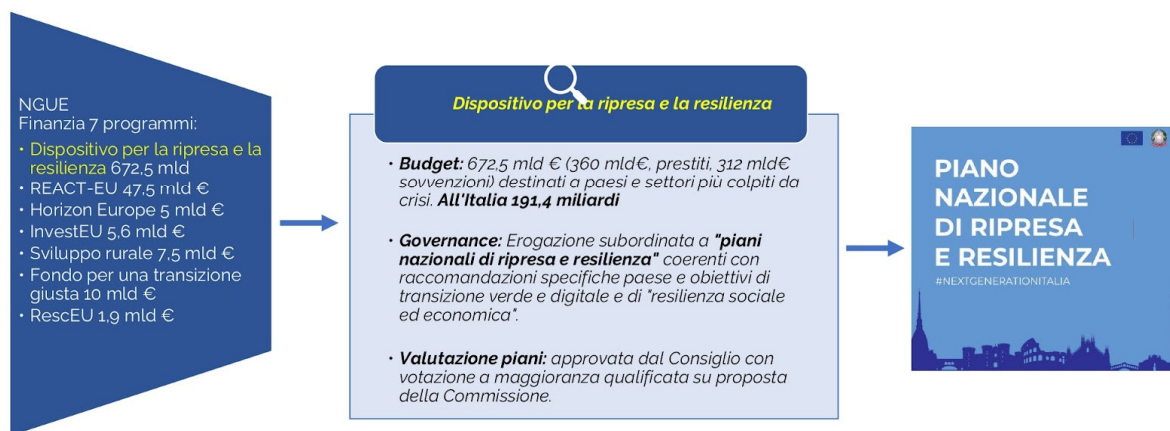 NGUE
Finanzia 7 programmi:
• Dispositivo per la ripresa e la
resilienza 672,5 mld
• REACT-EU 47,5 mld €
• Horizon Europe 5 mld €
• InvestEU 5,6 mld €
• Sviluppo rurale 7,5 mld €
• Fondo per una transizione
giusta 10 mld €
• RescEU 1,9 mld €
Dispositivo per la ripresa e la resilienza
• Budget: 672,5 mld € (360 mld€, prestiti, 312 mld€
sovvenzioni) destinati a paesi e settori più colpiti da
crisi. All'Italia 191,4 miliardi
• Governance: Erogazione subordinata a "piani
nazionali di ripresa e resilienza" coerenti con
raccomandazioni specifiche paese e obiettivi di
transizione verde e digitale e di "resilienza sociale
ed economica".
• Valutazione piani: approvata dal Consiglio con
votazione a maggioranza qualificata su proposta
della Commissione.
PIANO
NAZIONALE
DI RIPRESA
E RESILIENZA
#NEXTGENERATIONITALIA